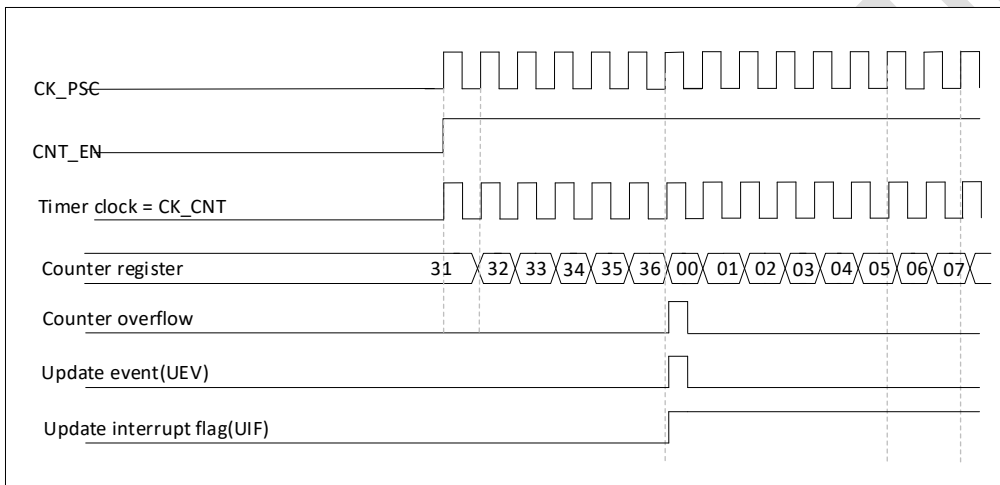 CK_PSC
CNT_EN
Timer clock = CK_CNT
Counter register 31 32 33 34 35 36 00 01 02 03 04 05 06 07
Counter overflow
Update event(UEV)
Update interrupt flag(UIF)